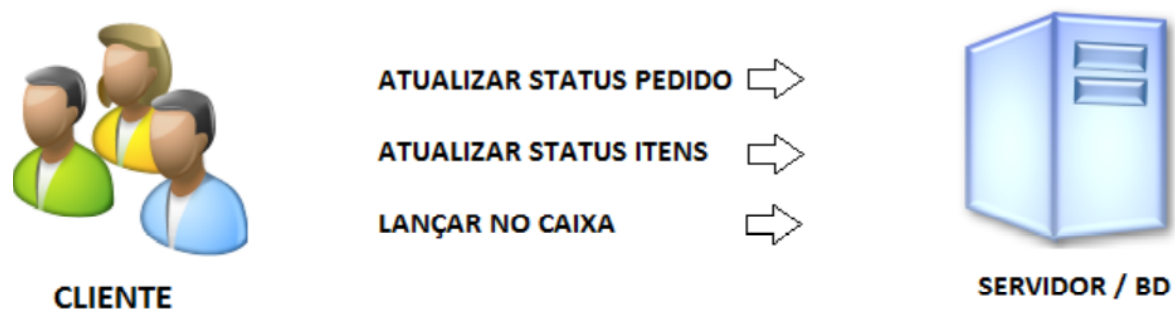 ATUALIZAR STATUS PEDIDO
ATUALIZAR STATUS ITENS
LANÇAR NO CAIXA
CLIENTE
SERVIDOR / BD